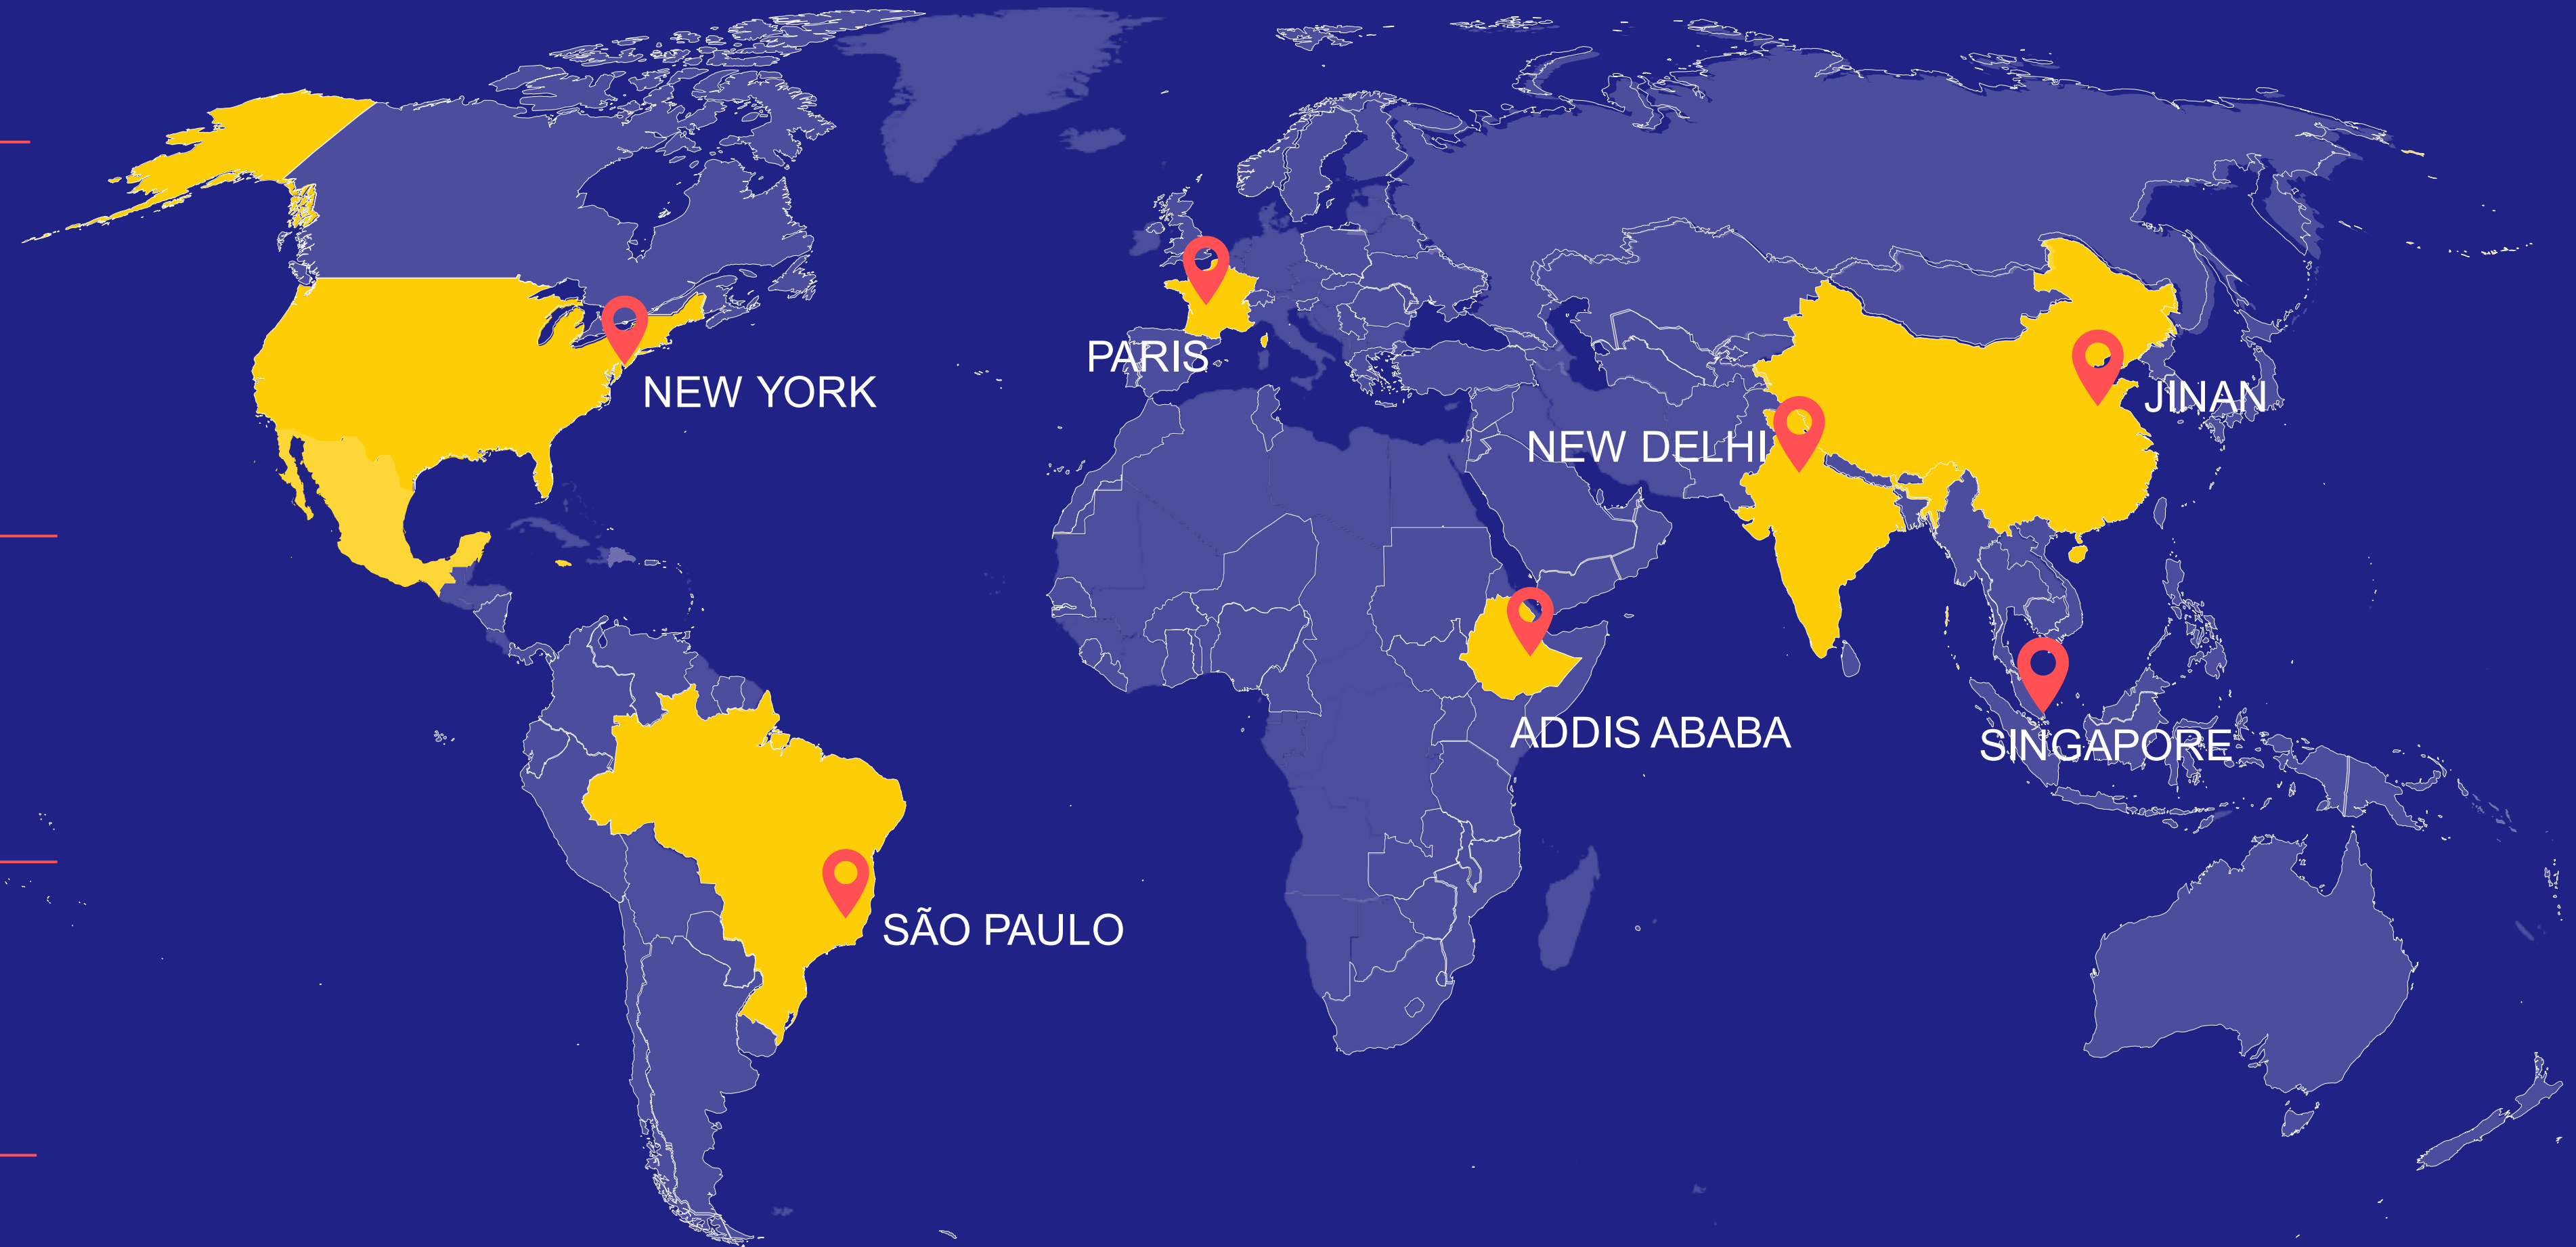 PARIS
NEW YORK
JINAN
NEW DELHI
ADDIS ABABA
SINGAPORE
SÃO PAULO